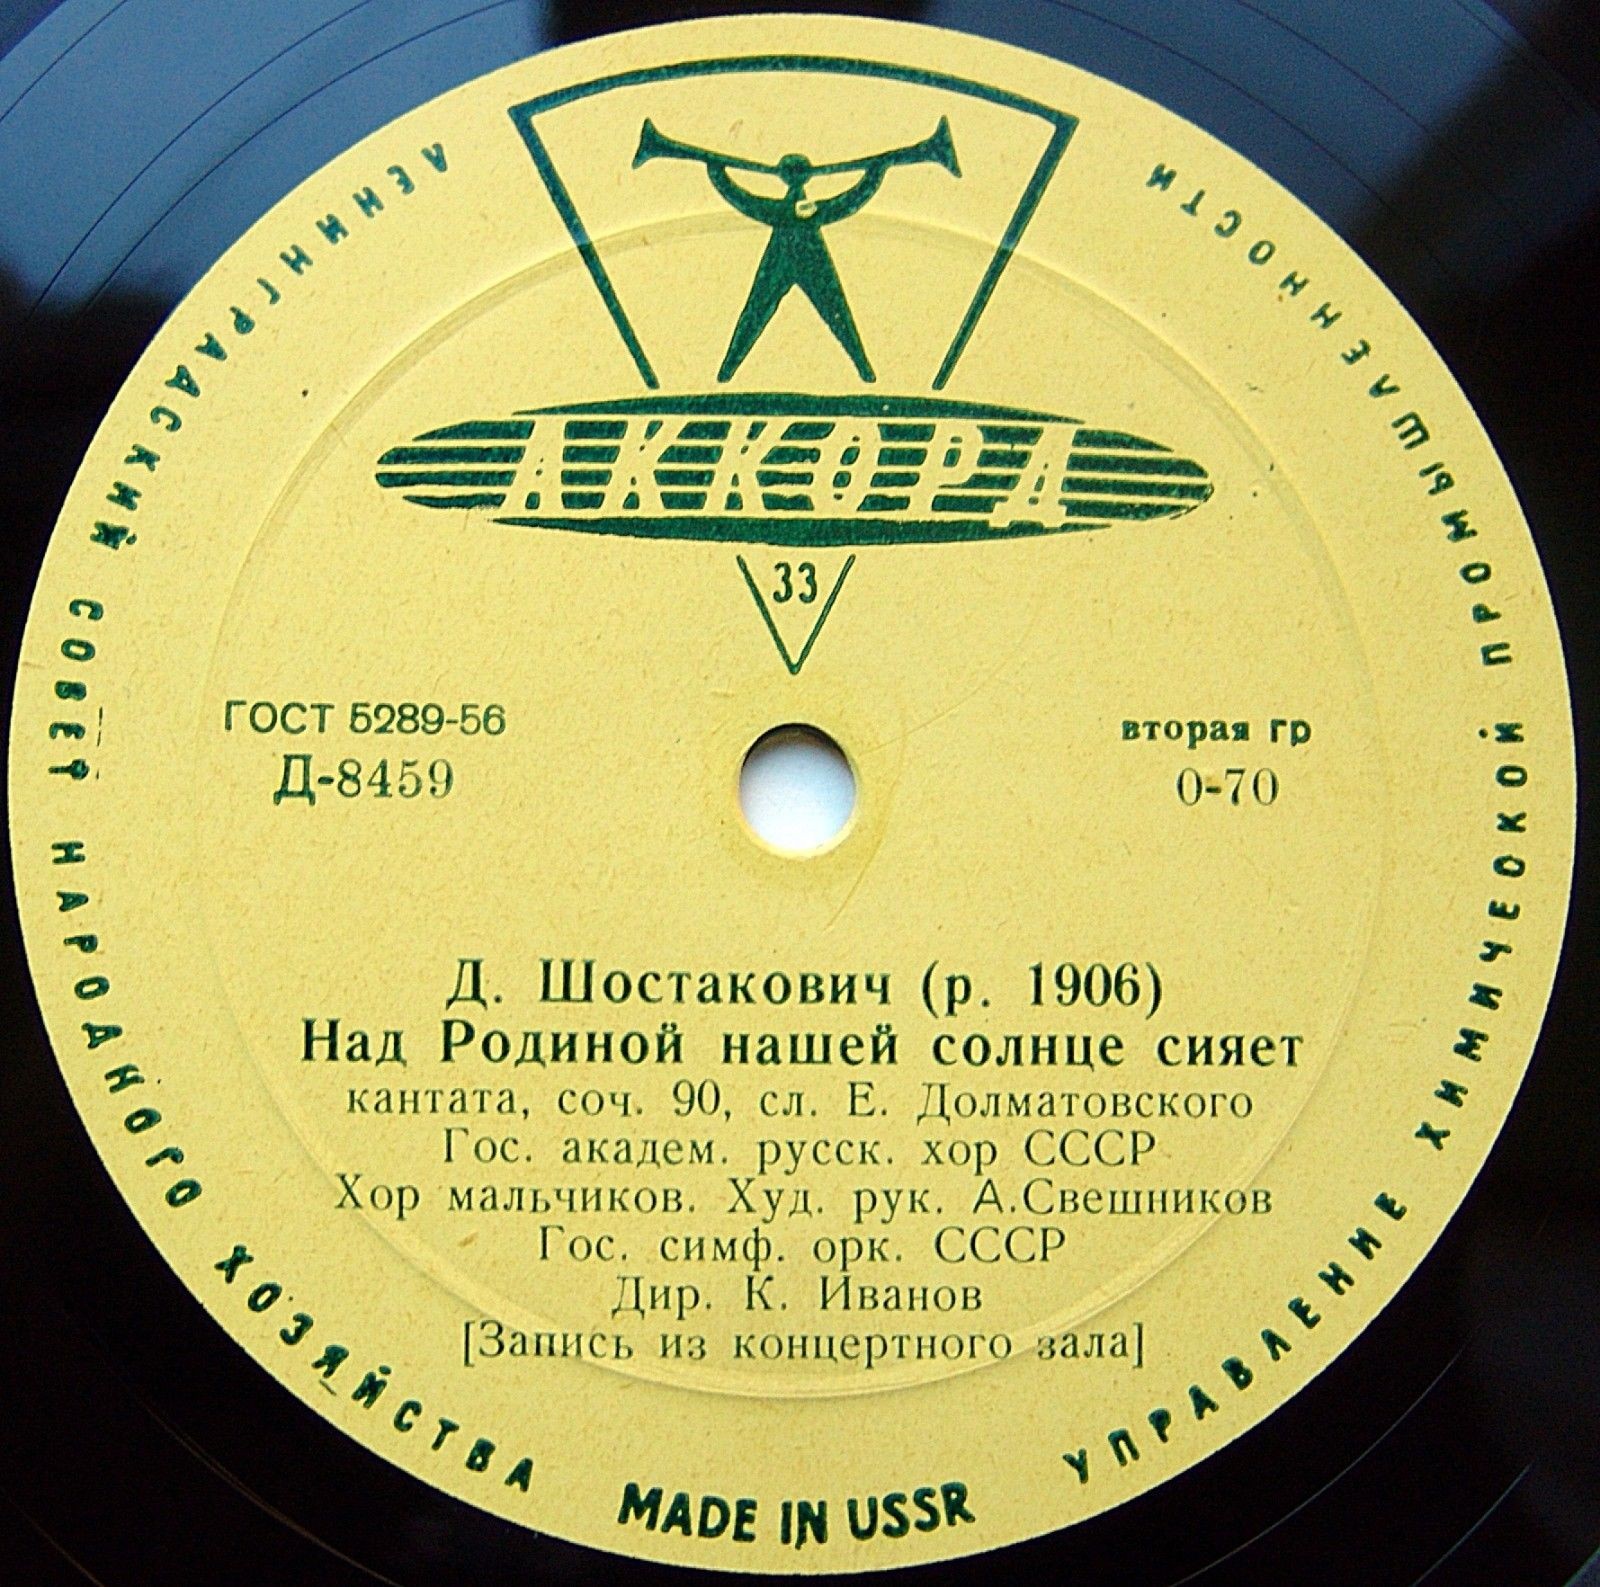 АККОРД
33
ГОСТ 5289-56
Д-8459
вторая гр
0-70
Д. Шостакович (р. 1906)
Над Родиной нашей солнце сияет
кантата, соч. 90, сл. Е. Долматовского
Гос. академ. русск. хор СССР
Хор мальчиков. Худ. рук. А.Свешников
Гос. симф. орк. СССР
Дир. К. Иванов
[Запись из концертного зала]
ЛЕНИНГРАДСКИЙ СОВЕТ НАРОДНОГО ХОЗЯЙСТВА
MADE IN USSR
УПРАВЛЕНИЕ ХИМИЧЕСКОЙ ПРОМЫШЛЕННОСТИ